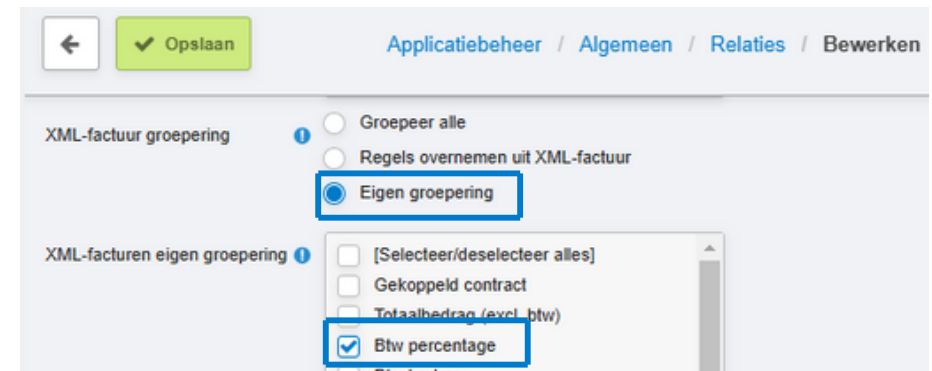 Opslaan
Applicatiebeheer / Algemeen / Relaties / Bewerken
XML-factuur groepering
Groepeer alle
Regels overnemen uit XML-factuur
Eigen groepering
XML-facturen eigen groepering
[Selecteer/deselecteer alles]
Gekoppeld contract
Totaalbedrag (excl. btw)
Btw percentage